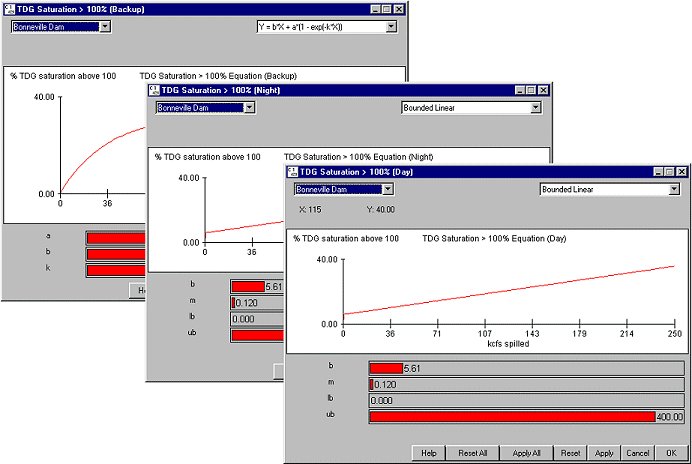 TDG Saturation > 100% (Backup)
Bonneville Dam
Y = b*X + a*(1 - exp(-k*X))
% TDG saturation above 100 TDG Saturation > 100% Equation (Backup)
40.00
0.00
0 36
a
b
k
TDG Saturation > 100% (Night)
Bonneville Dam
Bounded Linear
% TDG saturation above 100 TDG Saturation > 100% Equation (Night)
40.00
0.00
0 36
b 5.61
m 0.120
lb 0.000
ub
TDG Saturation > 100% (Day)
Bonneville Dam
Bounded Linear
X: 115 Y: 40.00
% TDG saturation above 100 TDG Saturation > 100% Equation (Day)
40.00
0.00
0 36 71 107 143 179 214 250
kcfs spilled
b 5.61
m 0.120
lb 0.000
ub 400.00
Help Reset All Apply All Reset Apply Cancel OK